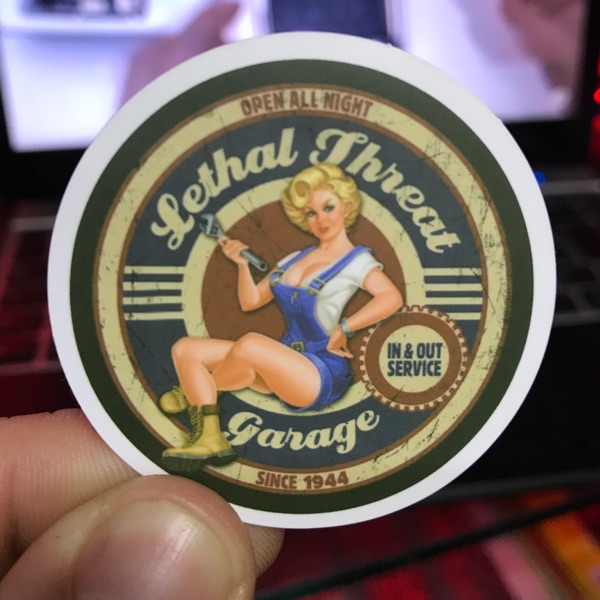 OPEN ALL NIGHT
Lethal Threat
IN & OUT
SERVICE
Garage
SINCE 1944